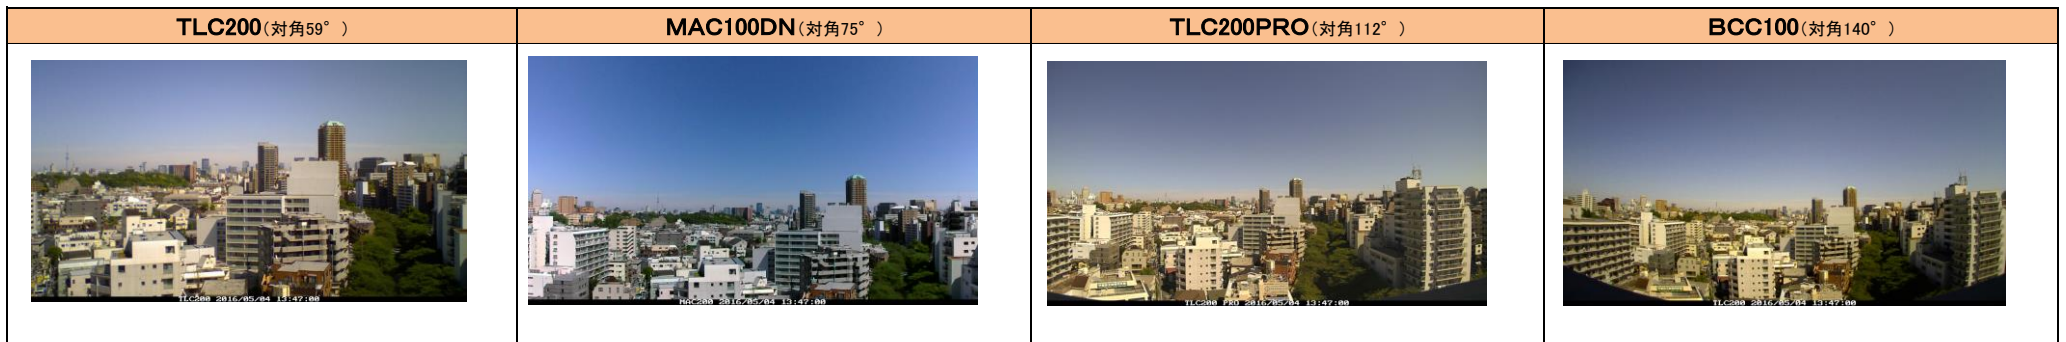 TLC200(対角59°)
MAC100DN(対角75°)
TLC200PRO(対角112°)
BCC100(対角140°)
TLC200 2016/05/04 13:47:00
MAC200 2016/05/04 13:47:00
TLC200 PRO 2016/05/04 13:47:00
TLC200 2016/05/04 13:47:00